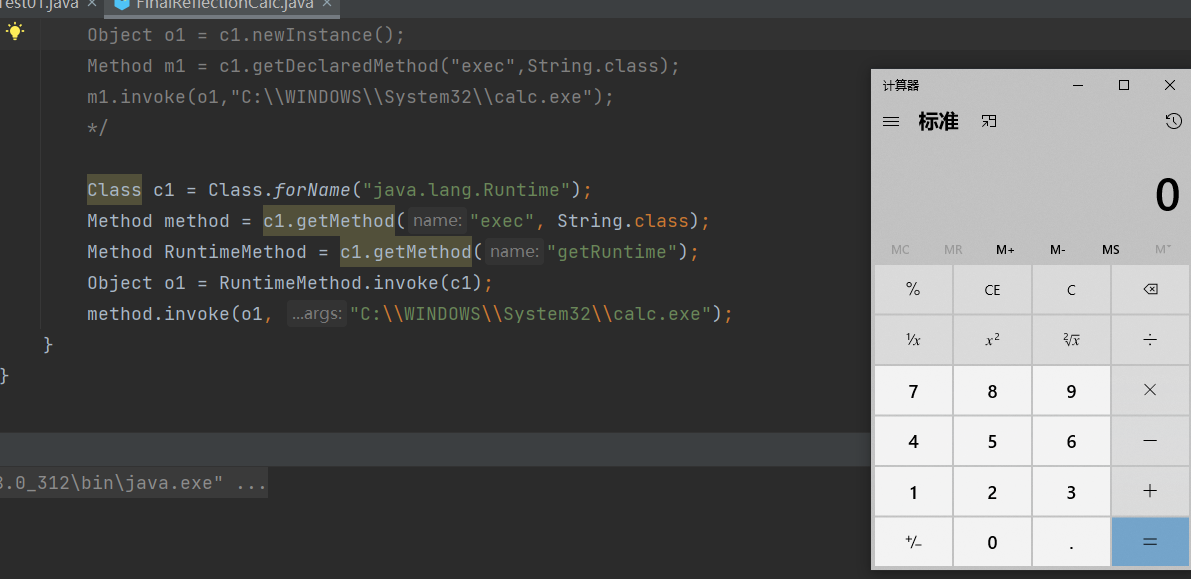 Test01.java × FinalReflectionCalc.java ×
Object o1 = c1.newInstance();
Method m1 = c1.getDeclaredMethod("exec",String.class);
m1.invoke(o1,"C:\\WINDOWS\\System32\\calc.exe");
*/
Class c1 = Class.forName("java.lang.Runtime");
Method method = c1.getMethod( name: "exec", String.class);
Method RuntimeMethod = c1.getMethod( name: "getRuntime");
Object o1 = RuntimeMethod.invoke(c1);
method.invoke(o1, ...args: "C:\\WINDOWS\\System32\\calc.exe");
}
}
8.0_312\bin\java.exe" ...
计算器
标准
0
MC MR M+ M- MS M˅
% CE C
⅟x x² ²√x ÷
7 8 9 ×
4 5 6 −
1 2 3 +
+/− 0 . =